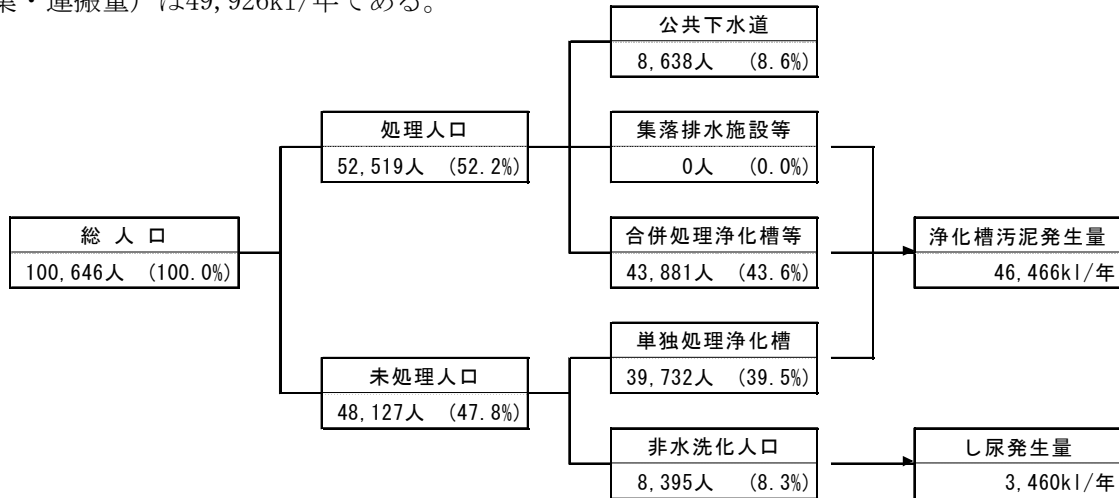 集・運搬量）は49,926kl/年である。
公共下水道
8,638人 (8.6%)
処理人口
52,519人 (52.2%)
集落排水施設等
0人 (0.0%)
総人口
100,646人 (100.0%)
合併処理浄化槽等
43,881人 (43.6%)
浄化槽汚泥発生量
46,466kl/年
単独処理浄化槽
39,732人 (39.5%)
未処理人口
48,127人 (47.8%)
非水洗化人口
8,395人 (8.3%)
し尿発生量
3,460kl/年